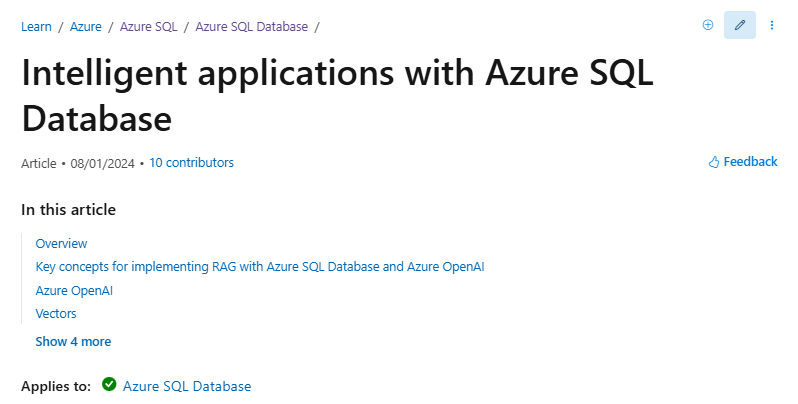 Learn / Azure / Azure SQL / Azure SQL Database /
Intelligent applications with Azure SQL
Database
Article • 08/01/2024 • 10 contributors
Feedback
In this article
Overview
Key concepts for implementing RAG with Azure SQL Database and Azure OpenAI
Azure OpenAI
Vectors
Show 4 more
Applies to: Azure SQL Database